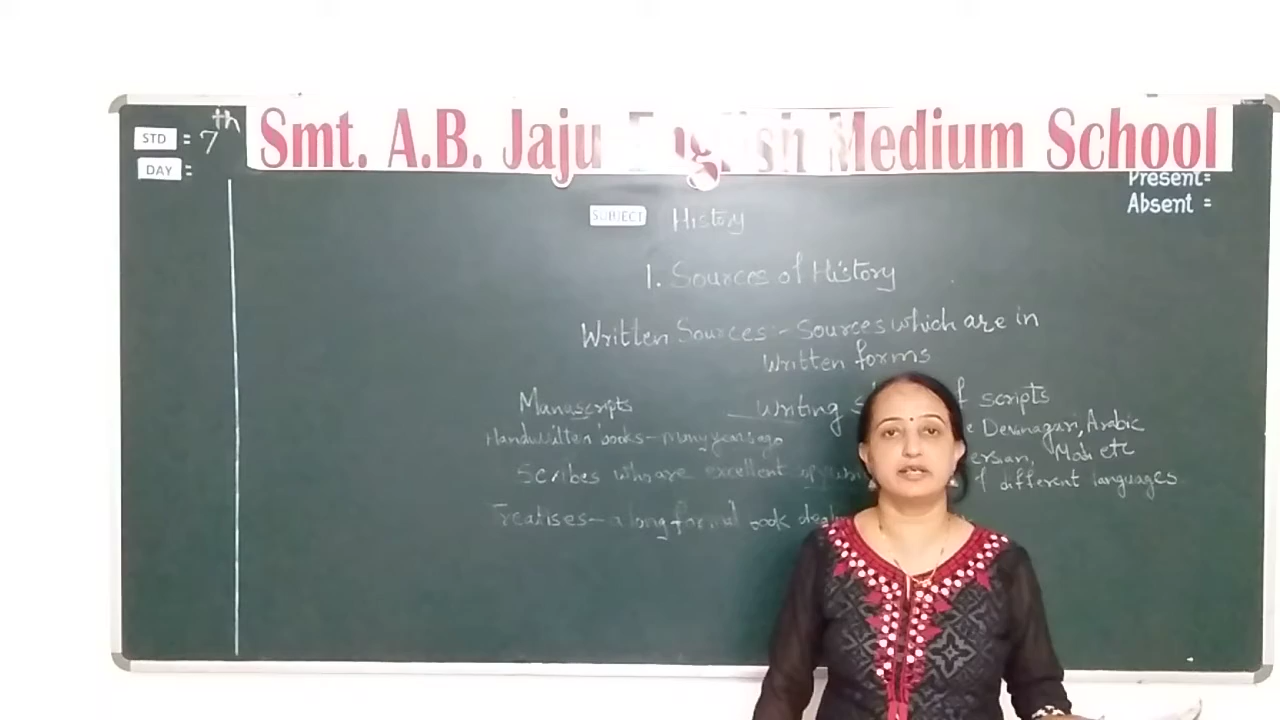 Smt. A.B. Jaju English Medium School
STD = 7th
DAY =
Present=
Absent =
SUBJECT History
1. Sources of History
Written Sources:- Sources which are in
written forms
Manuscripts
Writing scripts
Handwritten books - many years ago
Devanagari, Arabic
Modi etc
Scribes who are excellent
different languages
Treatises - a long formal book